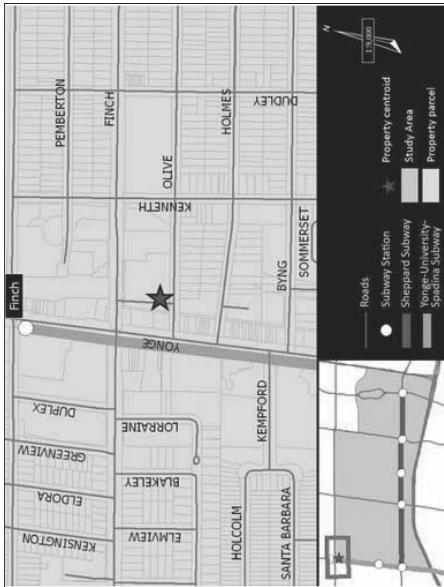 Finch
PEMBERTON
FINCH
OLIVE
HOLMES
DUDLEY
KENNETH
BYNG
SOMMERSET
YONGE
DUPLEX
GREENVIEW
ELDORA
KENSINGTON
LORRAINE
BLAKELEY
ELMVIEW
KEMPFORD
HOLCOLM
SANTA BARBARA
N
1:9,000
Roads
Subway Station
Sheppard Subway
Yonge-University-
Spadina Subway
Property centroid
Study Area
Property parcel